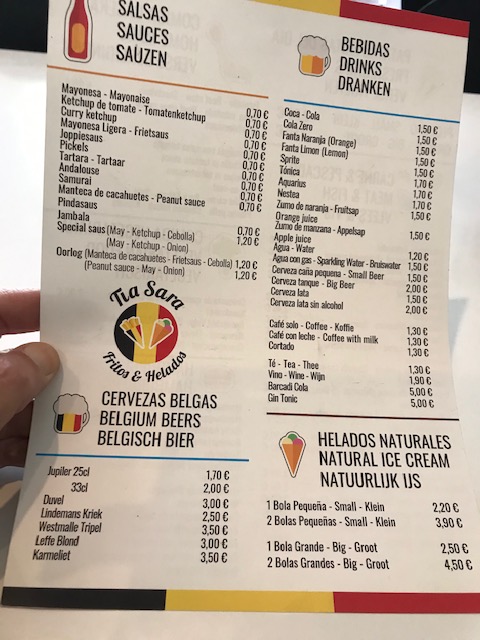 SALSAS
SAUCES
SAUZEN
Mayonesa - Mayonaise 0,70 €
Ketchup de tomate - Tomatenketchup 0,70 €
Curry ketchup 0,70 €
Mayonesa Ligera - Frietsaus 0,70 €
Joppiesaus 0,70 €
Pickels 0,70 €
Tartara - Tartaar 0,70 €
Andalouse 0,70 €
Samurai 0,70 €
Manteca de cacahuetes - Peanut sauce
Pindasaus
Jambala 0,70 €
Special saus (May - Ketchup - Cebolla) 1,20 €
(May - Ketchup - Onion)
Oorlog (Manteca de cacahuetes - Frietsaus - Cebolla) 1,20 €
(Peanut sauce - May - Onion) 1,20 €
Tia Sara
Fritos & Helados
CERVEZAS BELGAS
BELGIUM BEERS
BELGISCH BIER
Jupiler 25cl 1,70 €
33cl 2,00 €
Duvel 3,00 €
Lindemans Kriek 2,50 €
Westmalle Tripel 3,50 €
Leffe Blond 3,00 €
Karmeliet 3,50 €
BEBIDAS
DRINKS
DRANKEN
Coca - Cola 1,50 €
Cola Zero 1,50 €
Fanta Naranja (Orange) 1,50 €
Fanta Limon (Lemon) 1,50 €
Sprite 1,50 €
Tónica 1,70 €
Aquarius 1,70 €
Nestea 1,70 €
Zumo de naranja - Fruitsap 1,50 €
Orange juice
Zumo de manzana - Appelsap 1,50 €
Apple juice
Agua - Water 1,20 €
Agua con gas - Sparkling Water - Bruiswater 1,50 €
Cerveza caña pequena - Small Beer 1,50 €
Cerveza tanque - Big Beer 2,00 €
Cerveza lata 1,50 €
Cerveza lata sin alcohol 2,00 €
Café solo - Coffee - Koffie 1,30 €
Café con leche - Coffee with milk 1,30 €
Cortado 1,30 €
Té - Tea - Thee 1,30 €
Vino - Wine - Wijn 1,90 €
Barcadi Cola 5,00 €
Gin Tonic 5,00 €
HELADOS NATURALES
NATURAL ICE CREAM
NATUURLIJK IJS
1 Bola Pequeña - Small - Klein 2,20 €
2 Bolas Pequeñas - Small - Klein 3,90 €
1 Bola Grande - Big - Groot 2,50 €
2 Bolas Grandes - Big - Groot 4,50 €